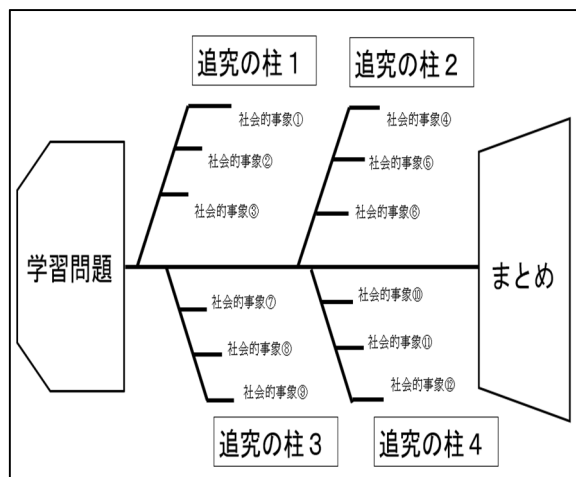 追究の柱1
追究の柱2
社会的事象①
社会的事象②
社会的事象③
社会的事象④
社会的事象⑤
社会的事象⑥
学習問題
まとめ
社会的事象⑦
社会的事象⑧
社会的事象⑨
社会的事象⑩
社会的事象⑪
社会的事象⑫
追究の柱3
追究の柱4